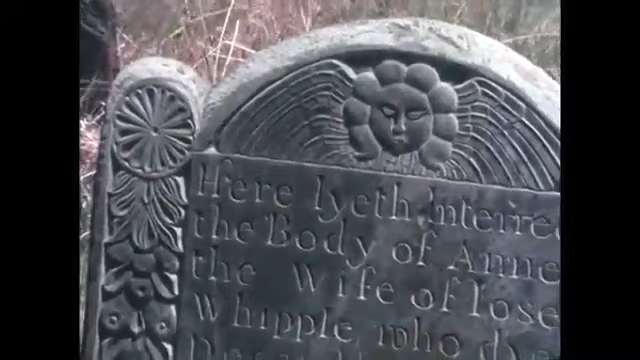 Here lyeth Interre
the Body of Anne
the Wife of Iose
Whipple who d